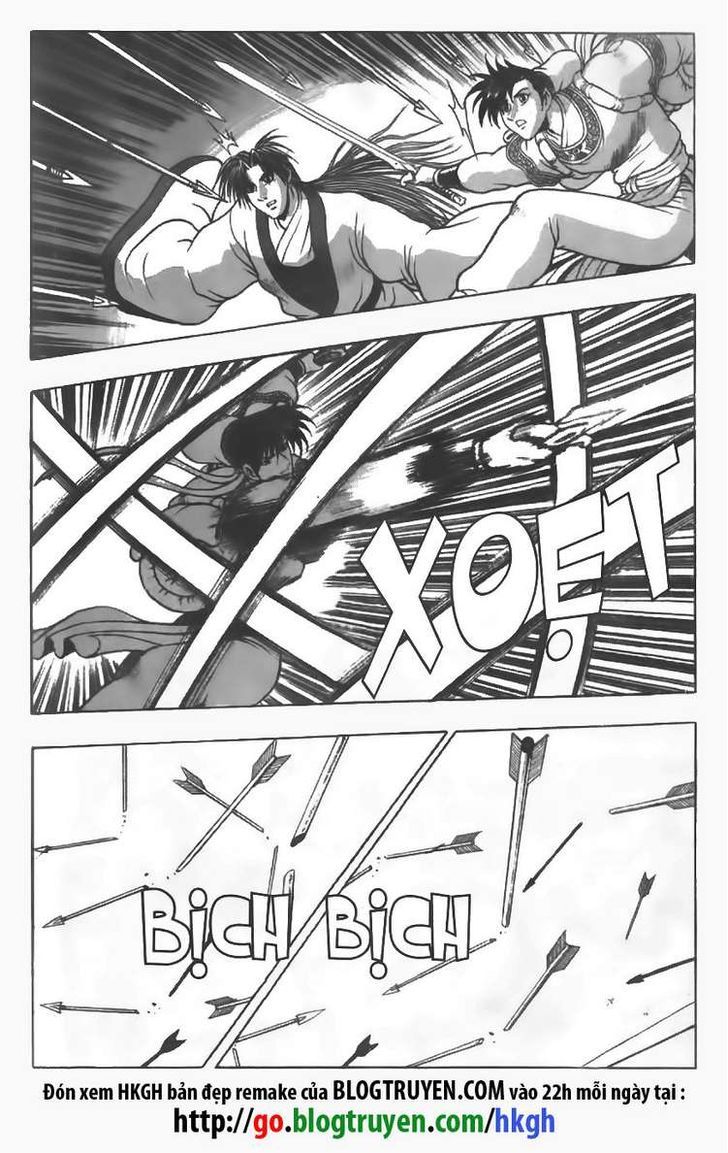 XOẸT
BỊCH BỊCH
Đón xem HKGH bản đẹp remake của BLOGTRUYEN.COM vào 22h mỗi ngày tại :
http://go.blogtruyen.com/hkgh